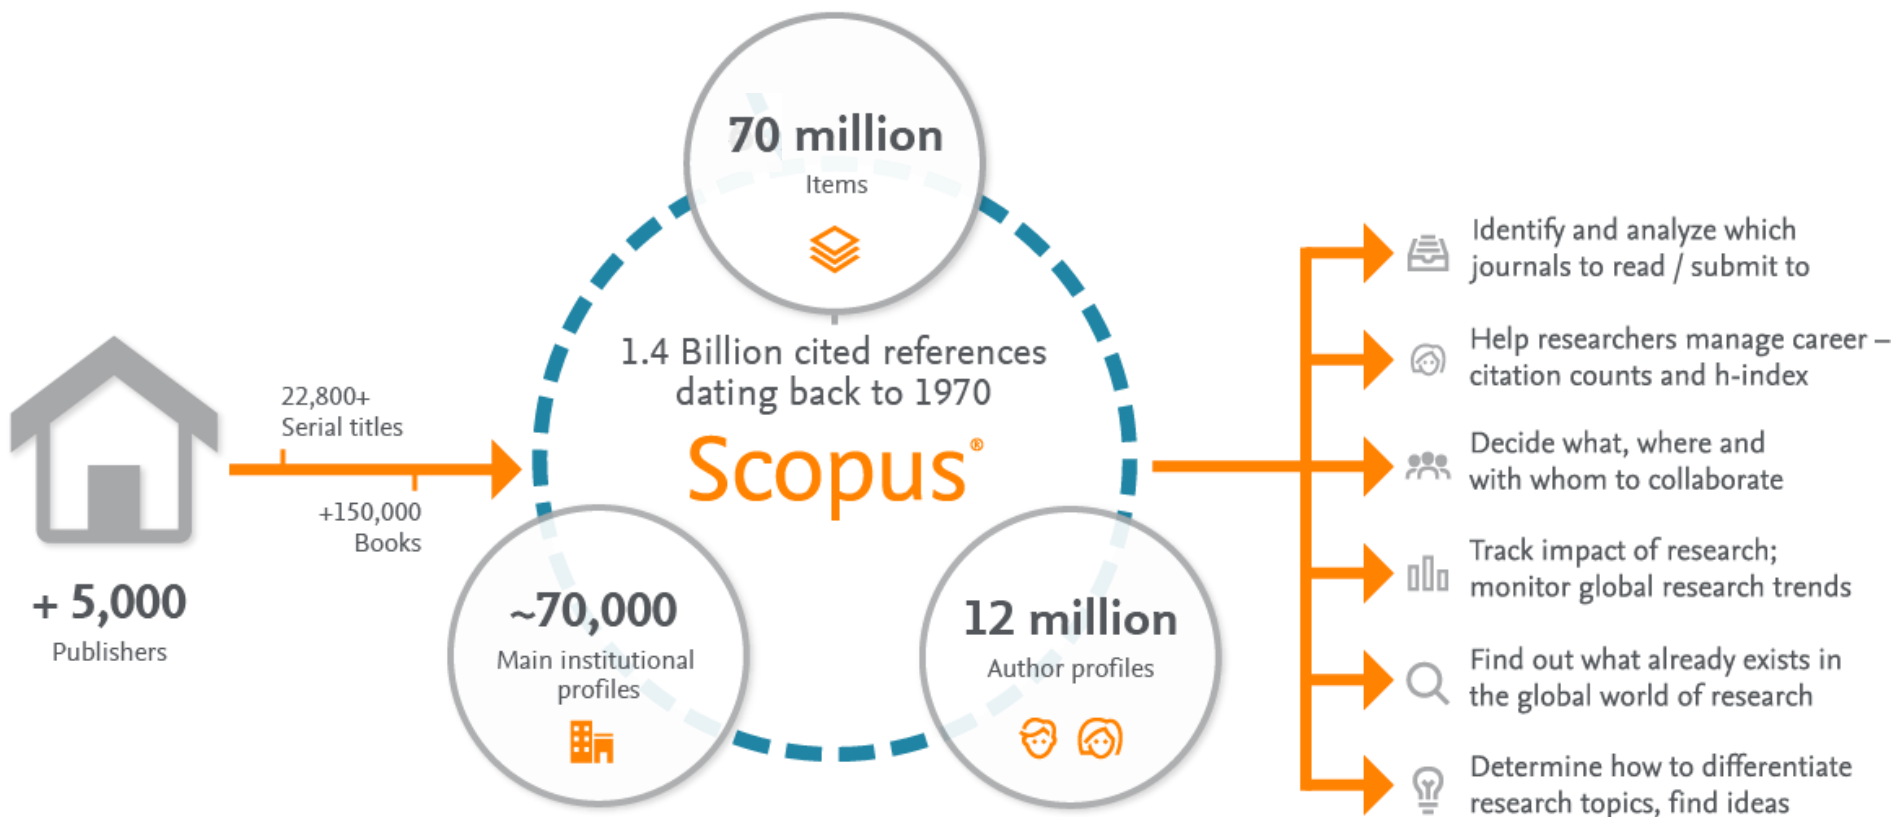 + 5,000
Publishers
22,800+
Serial titles
+150,000
Books
70 million
Items
1.4 Billion cited references
dating back to 1970
Scopus®
~70,000
Main institutional
profiles
12 million
Author profiles
Identify and analyze which
journals to read / submit to
Help researchers manage career –
citation counts and h-index
Decide what, where and
with whom to collaborate
Track impact of research;
monitor global research trends
Find out what already exists in
the global world of research
Determine how to differentiate
research topics, find ideas